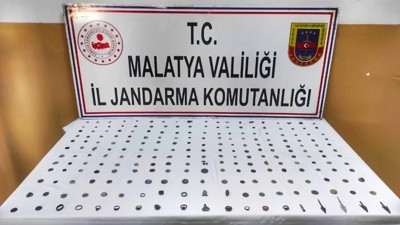 T.C.
MALATYA VALİLİĞİ
İL JANDARMA KOMUTANLIĞI